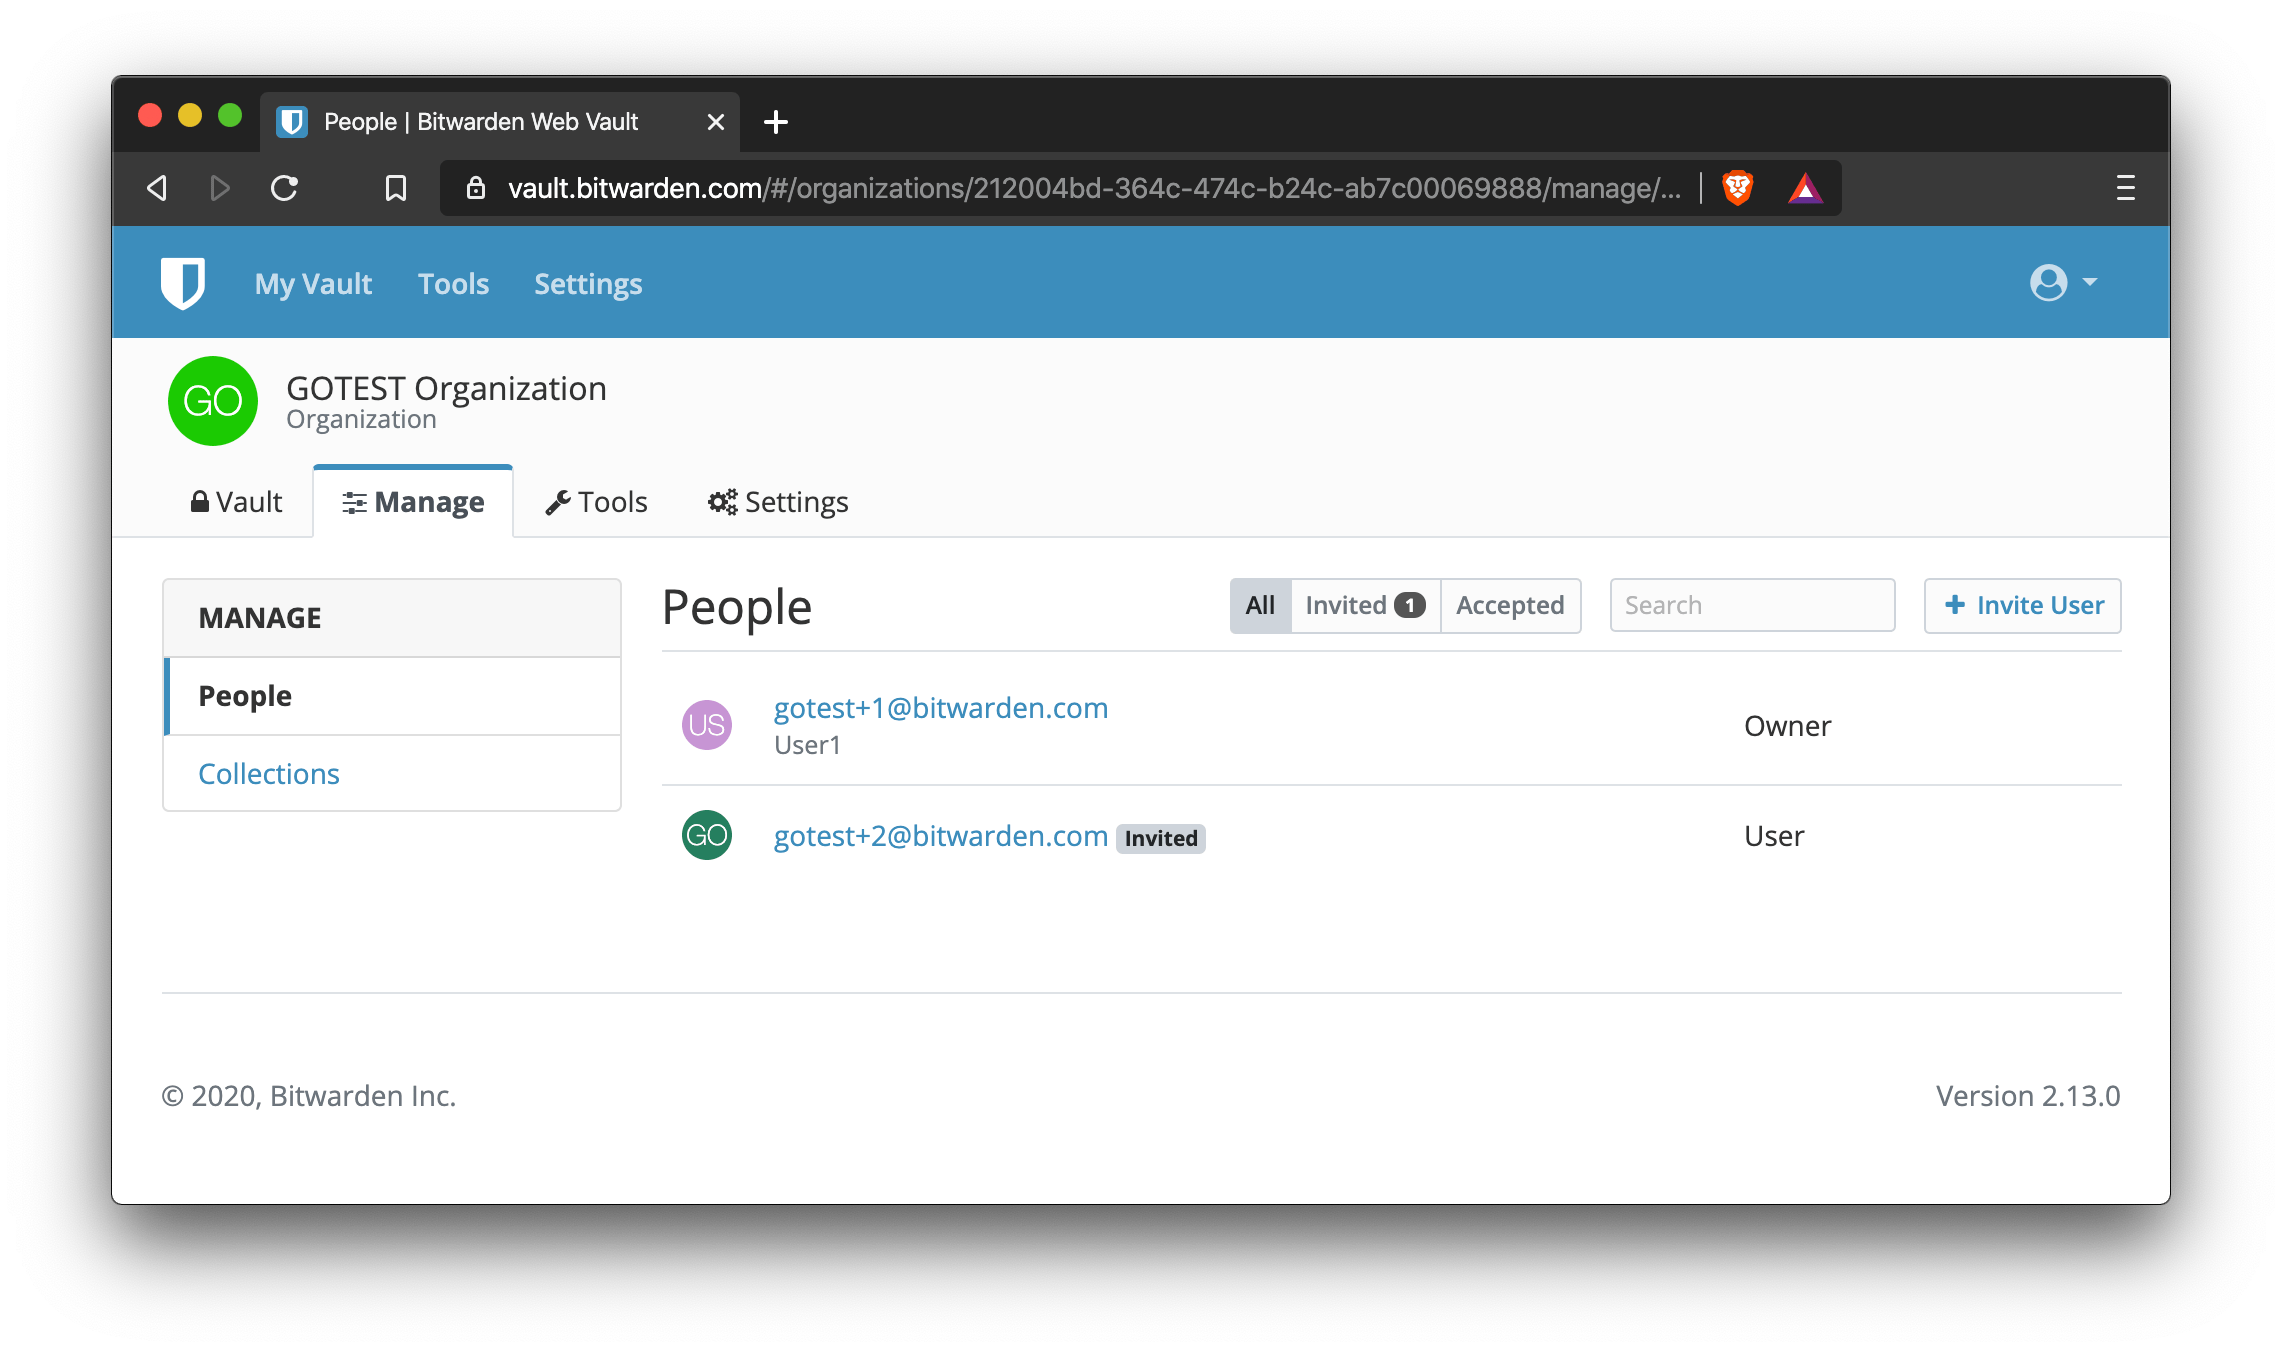 People | Bitwarden Web Vault
vault.bitwarden.com/#/organizations/212004bd-364c-474c-b24c-ab7c00069888/manage/...
My Vault Tools Settings
GO
GOTEST Organization
Organization
Vault Manage Tools Settings
MANAGE
People
Collections
People
All Invited 1 Accepted Search + Invite User
US
gotest+1@bitwarden.com
User1
Owner
GO gotest+2@bitwarden.com Invited User
© 2020, Bitwarden Inc. Version 2.13.0